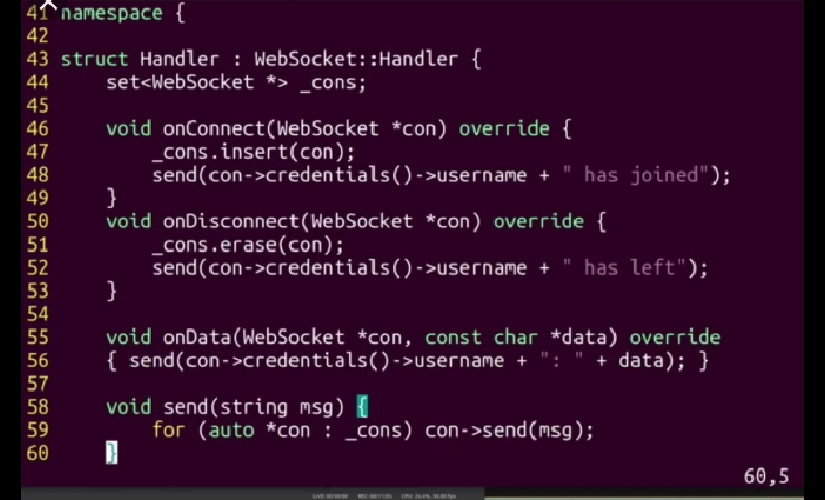 41 namespace {
42
43 struct Handler : WebSocket::Handler {
44     set<WebSocket *> _cons;
45
46     void onConnect(WebSocket *con) override {
47         _cons.insert(con);
48         send(con->credentials()->username + " has joined");
49     }
50     void onDisconnect(WebSocket *con) override {
51         _cons.erase(con);
52         send(con->credentials()->username + " has left");
53     }
54
55     void onData(WebSocket *con, const char *data) override
56     { send(con->credentials()->username + ": " + data); }
57
58     void send(string msg) {
59         for (auto *con : _cons) con->send(msg);
60     }
60,5